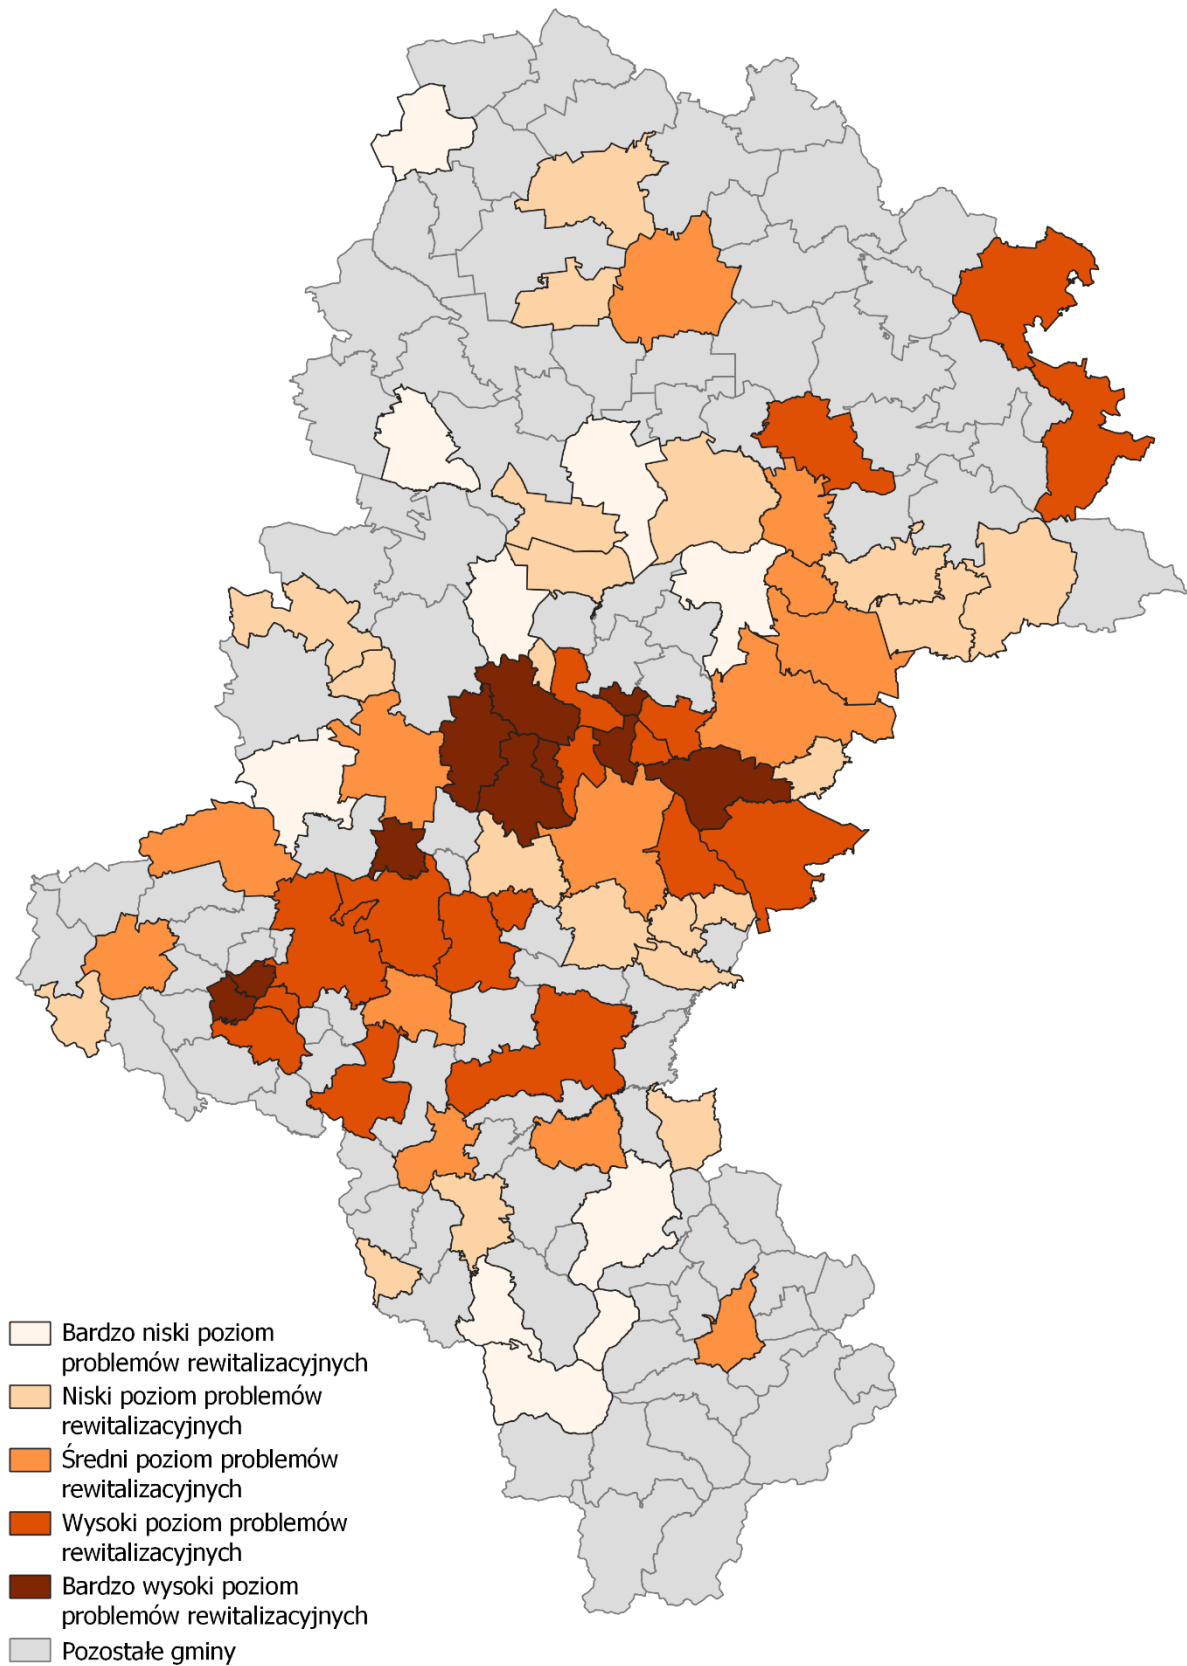 Bardzo niski poziom
problemów rewitalizacyjnych
Niski poziom problemów
rewitalizacyjnych
Średni poziom problemów
rewitalizacyjnych
Wysoki poziom problemów
rewitalizacyjnych
Bardzo wysoki poziom
problemów rewitalizacyjnych
Pozostałe gminy